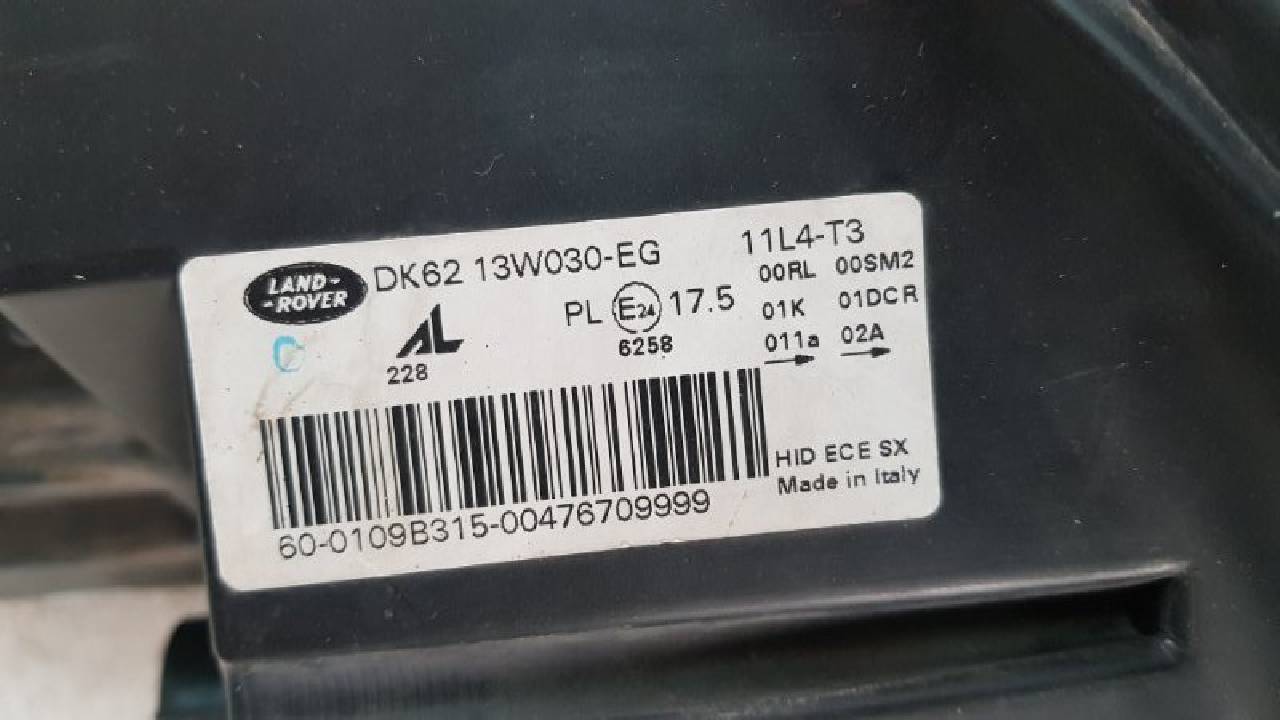 LAND-
-ROVER
DK62 13W030-EG
11L4-T3
AL
228
PL E24 17.5
6258
00RL 00SM2
01K 01DCR
011a 02A
60-0109B315-00476709999
HID ECE SX
Made in Italy